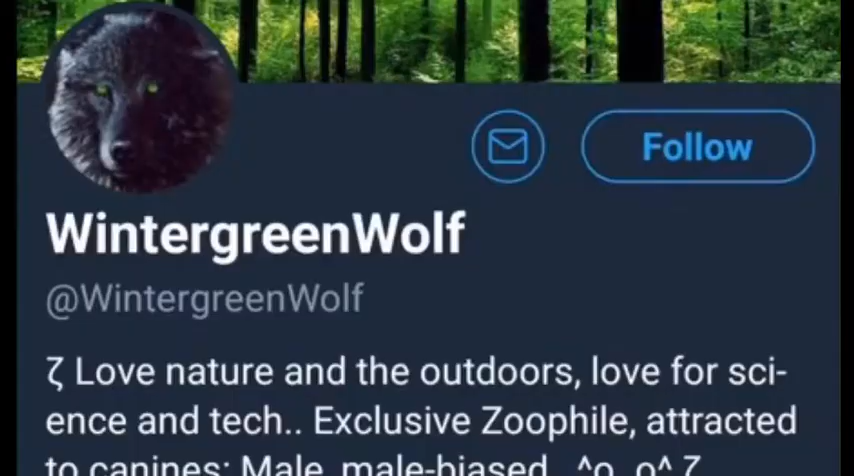 Follow
WintergreenWolf
@WintergreenWolf
ζ Love nature and the outdoors, love for sci-
ence and tech.. Exclusive Zoophile, attracted
to canines; Male, male-biased. ^o..o^ ζ